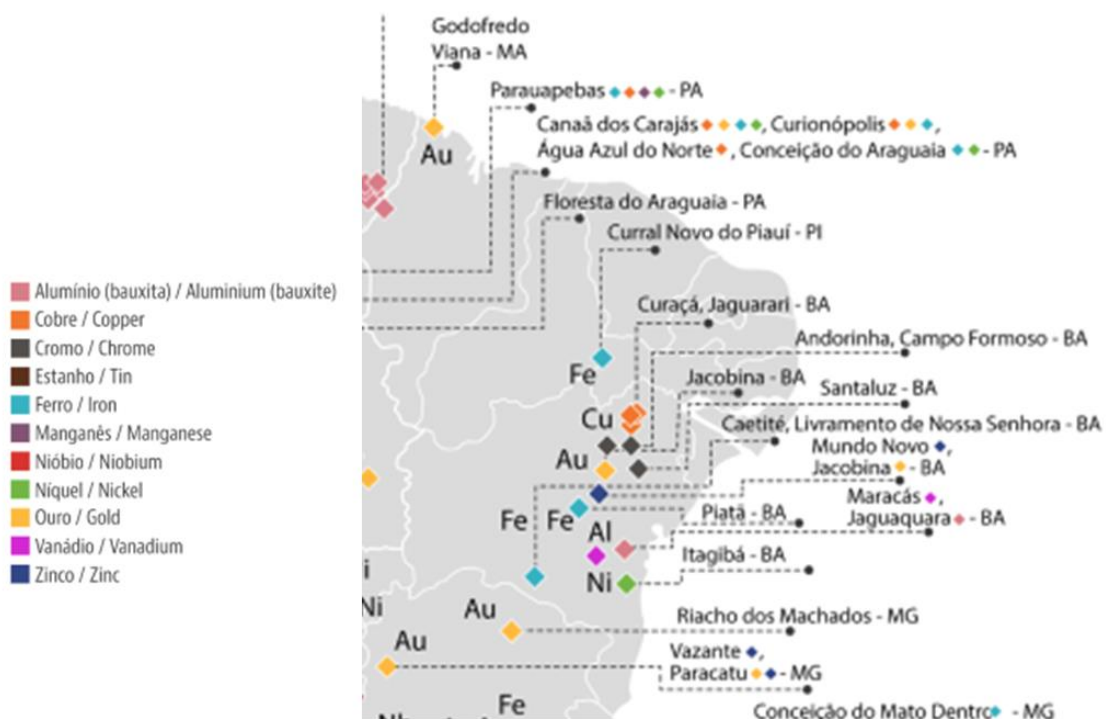 Godofredo
Viana - MA
Parauapebas - PA
Canaã dos Carajás , Curionópolis ,
Água Azul do Norte , Conceição do Araguaia - PA
Au
Floresta do Araguaia - PA
Curral Novo do Piauí - PI
Alumínio (bauxita) / Aluminium (bauxite)
Cobre / Copper
Cromo / Chrome
Estanho / Tin
Ferro / Iron
Manganês / Manganese
Nióbio / Niobium
Níquel / Nickel
Ouro / Gold
Vanádio / Vanadium
Zinco / Zinc
Curaçá, Jaguarari - BA
Andorinha, Campo Formoso - BA
Fe
Jacobina - BA
Santaluz - BA
Cu
Caetité, Livramento de Nossa Senhora - BA
Mundo Novo ,
Au
Jacobina - BA
Maracás ,
Fe Fe
Piatã - BA
Jaguaquara - BA
Al
Itagibá - BA
Ni
Ni
Au
Riacho dos Machados - MG
Au
Vazante ,
Paracatu - MG
Fe
Conceição do Mato Dentro - MG